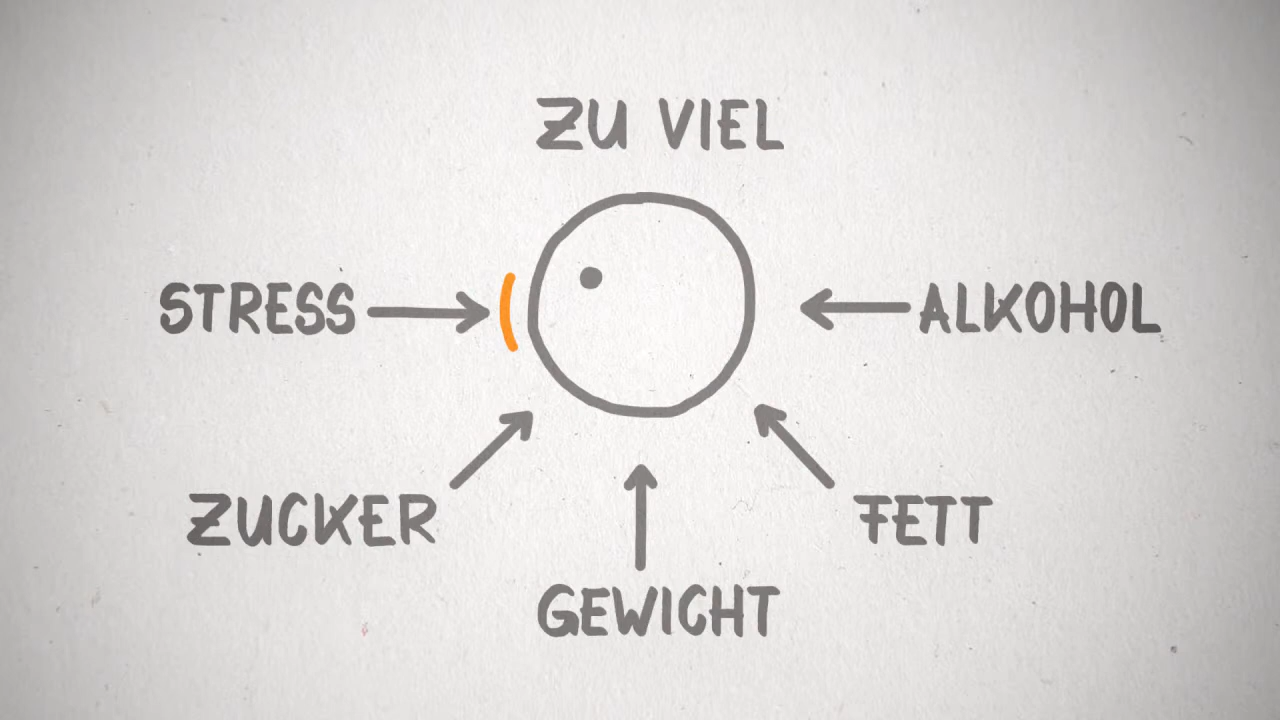 ZU VIEL
STRESS
ALKOHOL
ZUCKER
FETT
GEWICHT